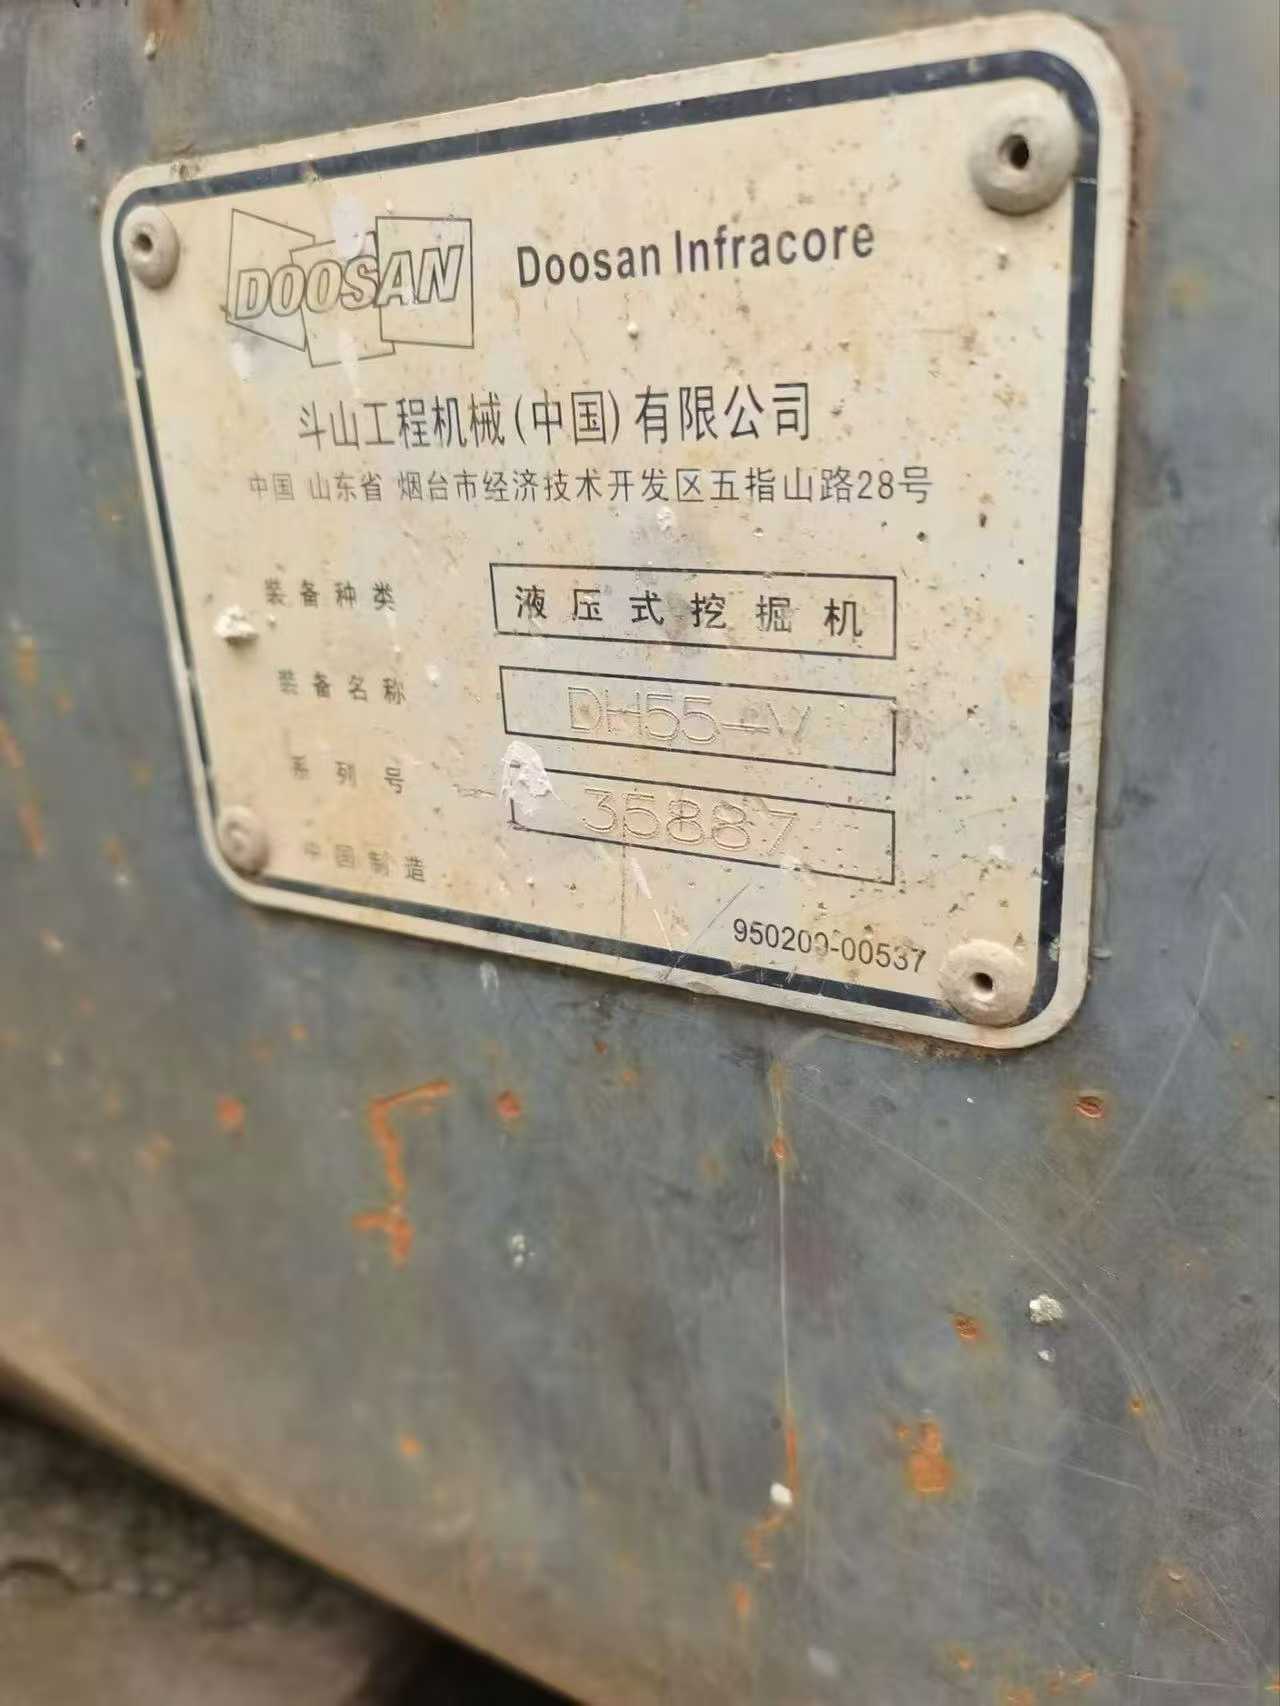 DOOSAN Doosan Infracore
斗山工程机械(中国)有限公司
中国 山东省 烟台市经济技术开发区五指山路28号
装备种类 液压式挖掘机
装备名称 DH55-V
系列号 35887
中国制造
950209-00537